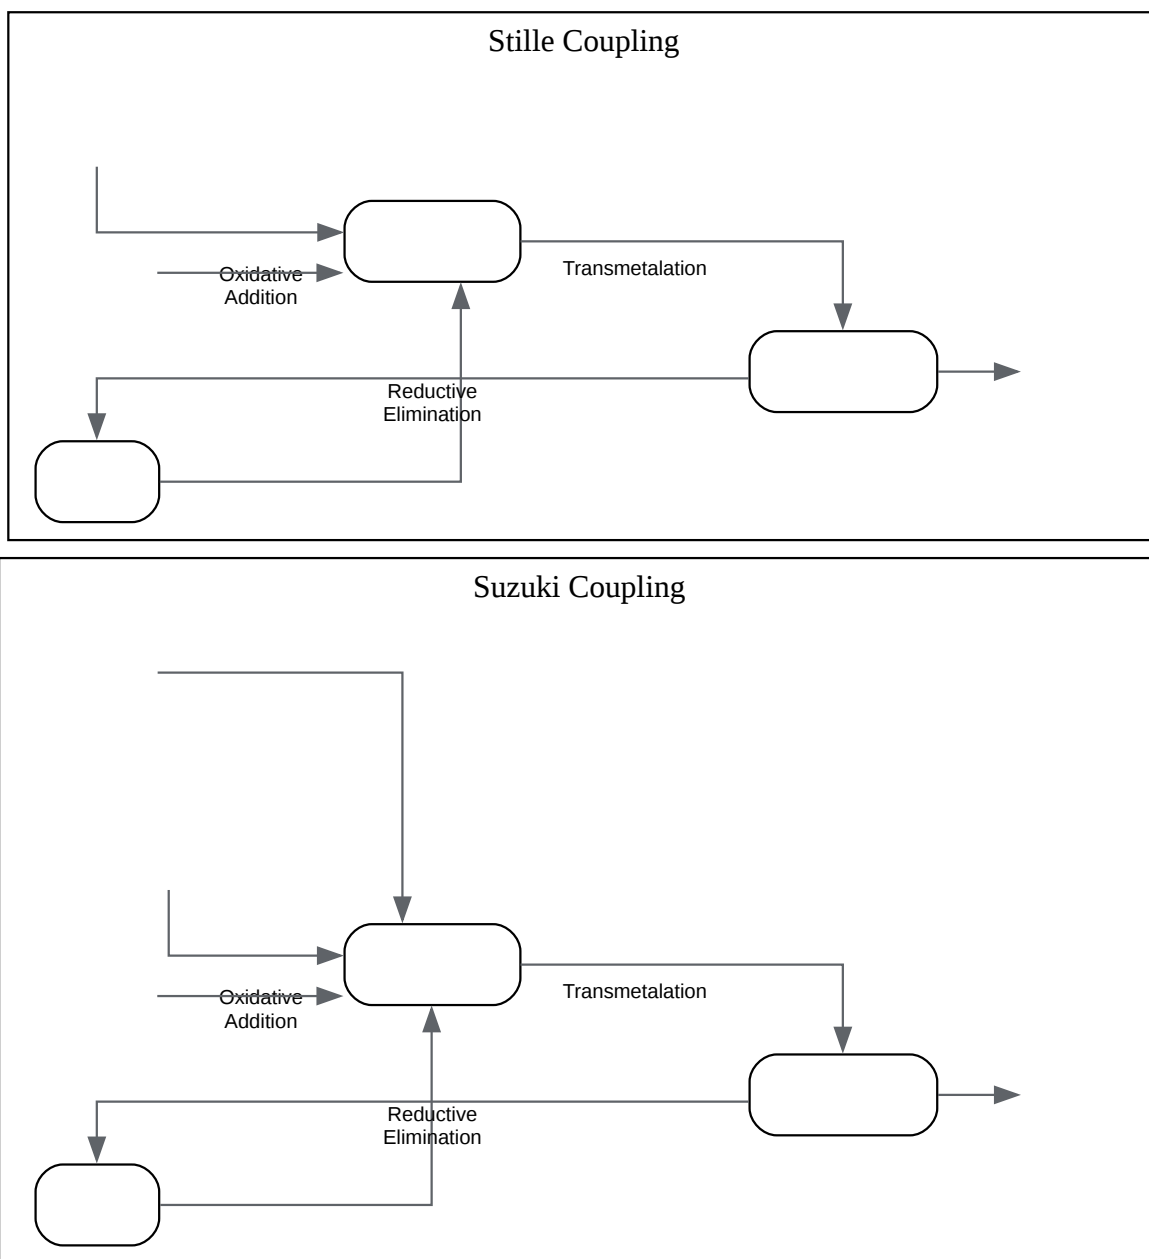 Stille Coupling
Oxidative
Addition
Transmetalation
Reductive
Elimination
Suzuki Coupling
Oxidative
Addition
Transmetalation
Reductive
Elimination